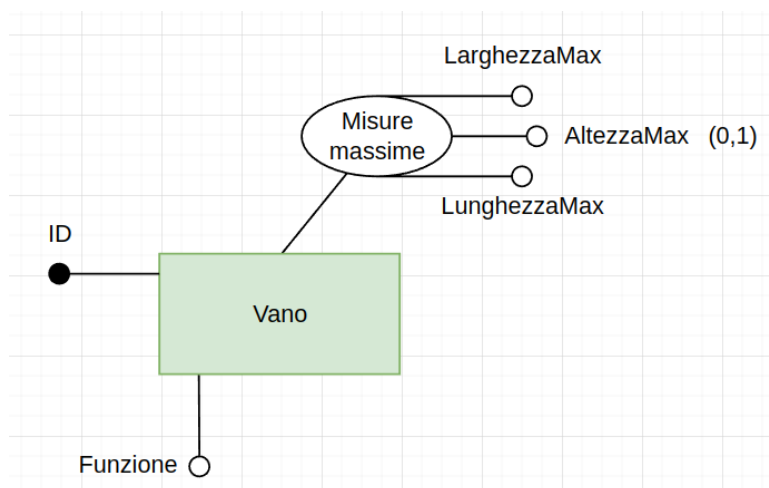 LarghezzaMax
Misure
massime
AltezzaMax (0,1)
LunghezzaMax
ID
Vano
Funzione